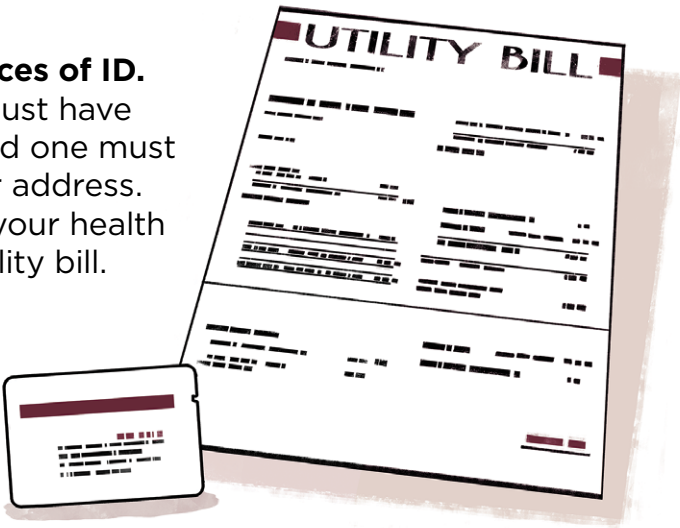 ces of ID.
ust have
d one must
r address.
your health
lity bill.
UTILITY BILL